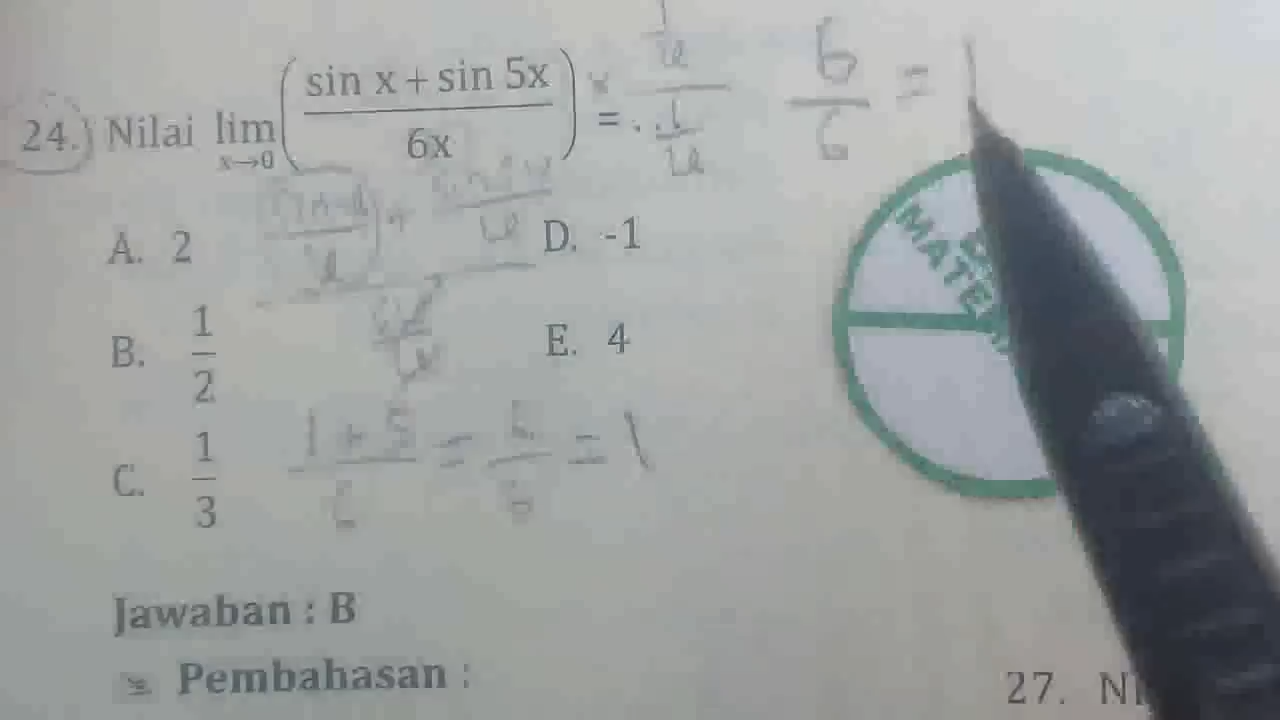 24. Nilai lim x→0 (sin x + sin 5x / 6x) = .
6/6 = 1
A. 2
D. -1
B. 1/2
E. 4
C. 1/3
1 + 5 / 6 = 6/6 = 1
MATE
Jawaban : B
Pembahasan :
27. N